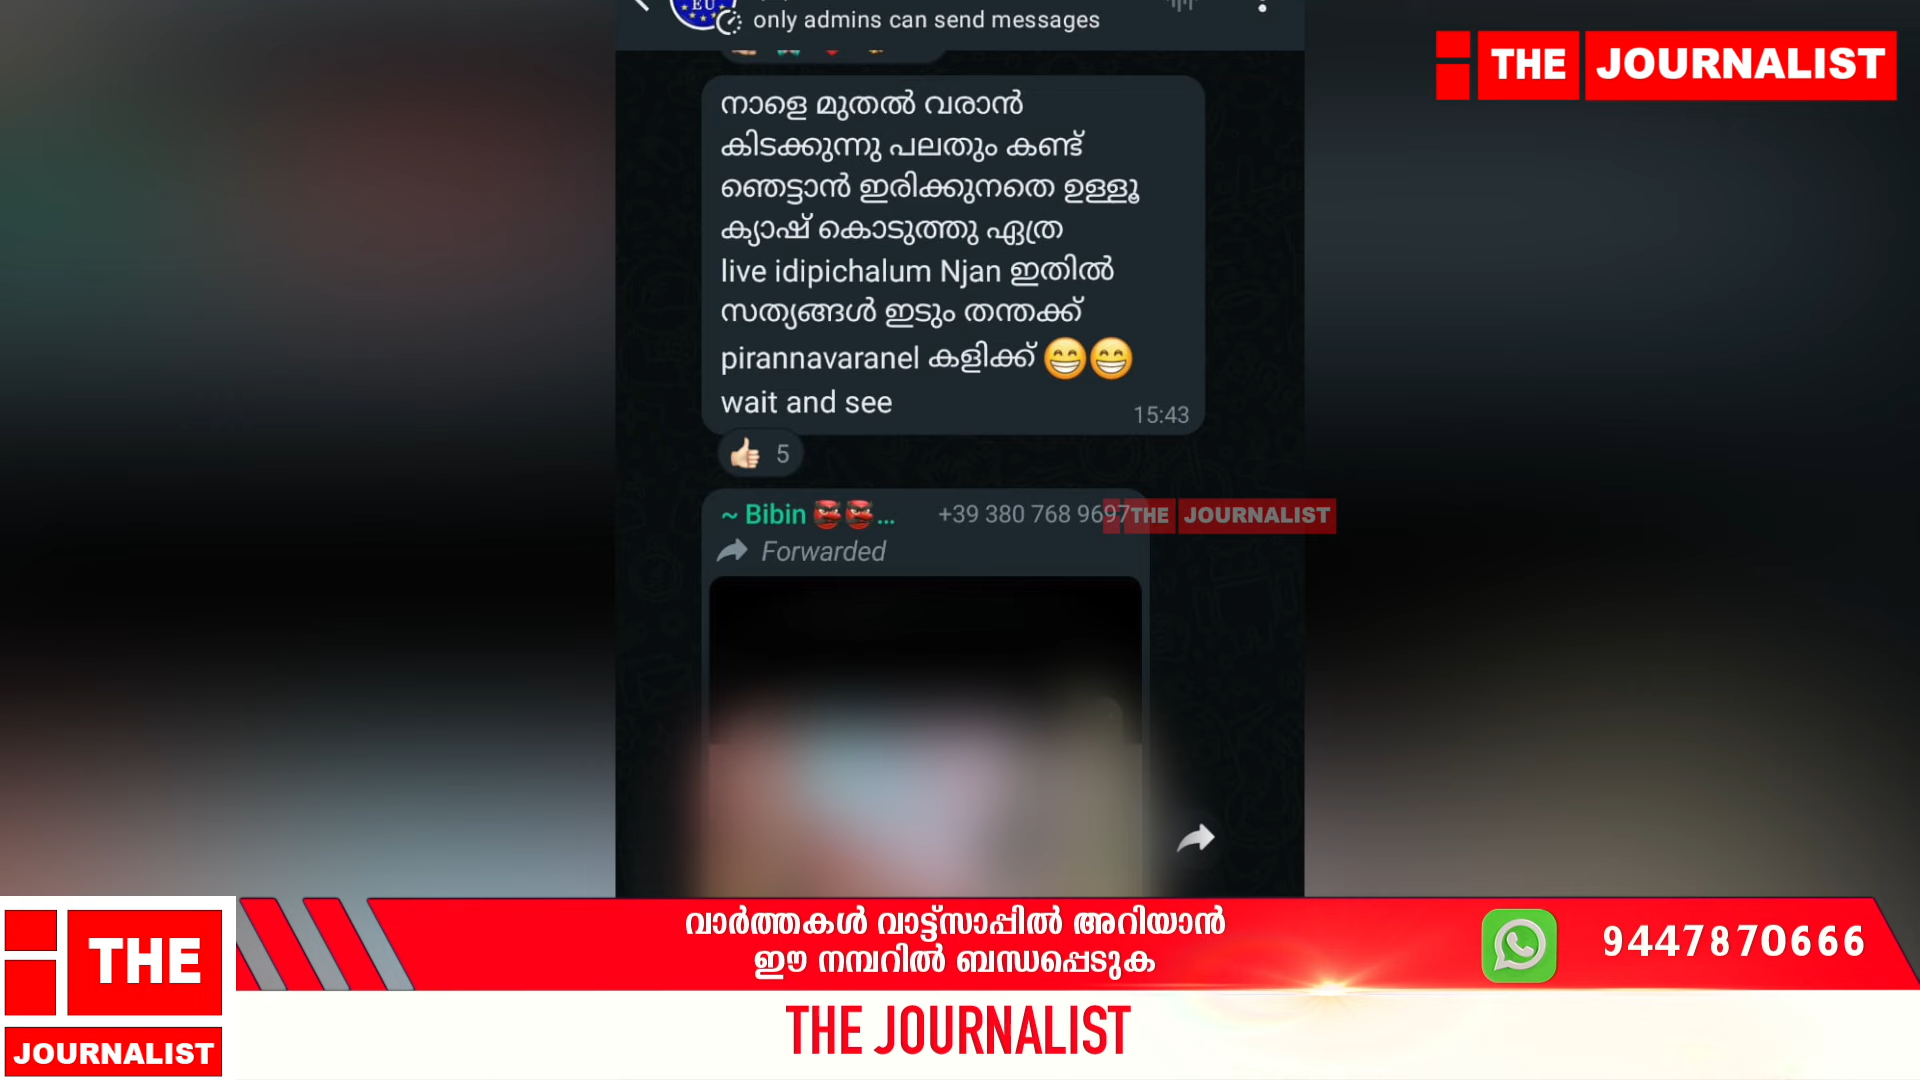 EU
only admins can send messages
THE JOURNALIST
നാളെ മുതൽ വരാൻ
കിടക്കുന്നു പലതും കണ്ട്
ഞെട്ടാൻ ഇരിക്കുനതെ ഉള്ളൂ
ക്യാഷ് കൊടുത്തു ഏത്ര
live idipichalum Njan ഇതിൽ
സത്യങ്ങൾ ഇടും തന്തക്ക്
pirannavaranel കളിക്ക് 😁😁
wait and see
15:43
👍🏻 5
~ Bibin 👺👺... +39 380 768 9697
THE JOURNALIST
Forwarded
വാർത്തകൾ വാട്ട്സാപ്പിൽ അറിയാൻ
ഈ നമ്പറിൽ ബന്ധപ്പെടുക
9447870666
THE
JOURNALIST
THE JOURNALIST